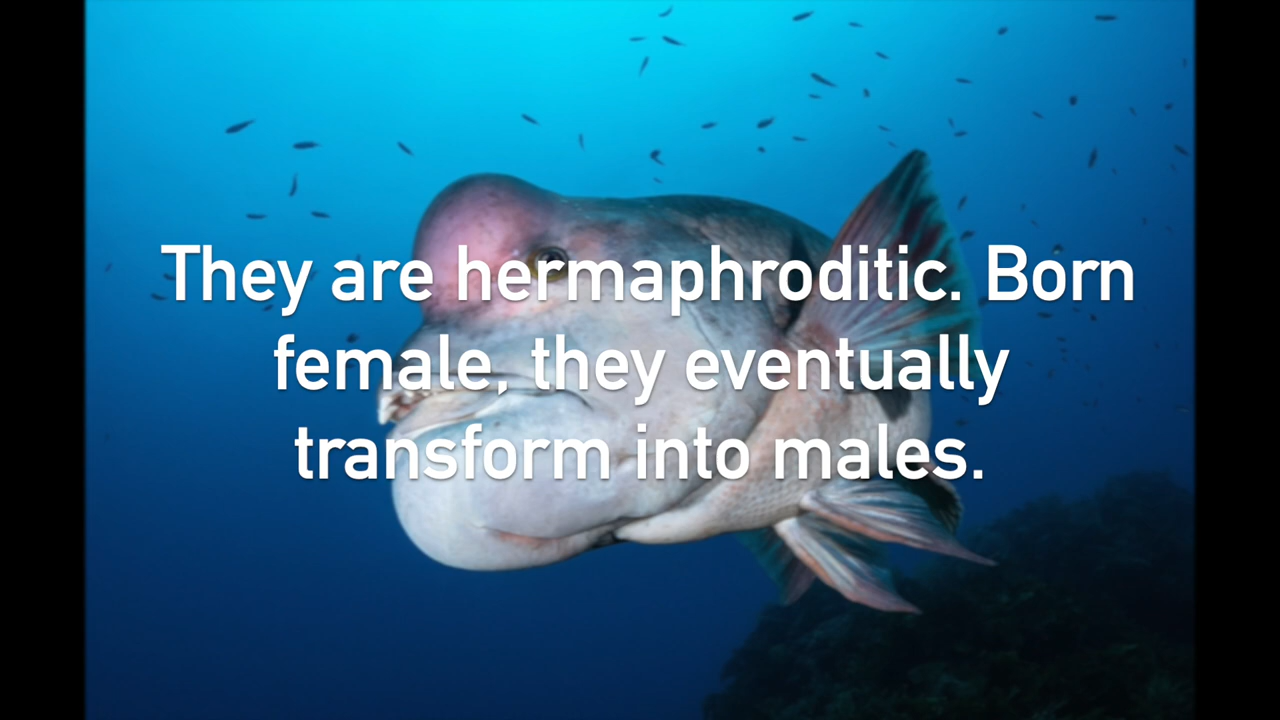 They are hermaphroditic. Born
female, they eventually
transform into males.